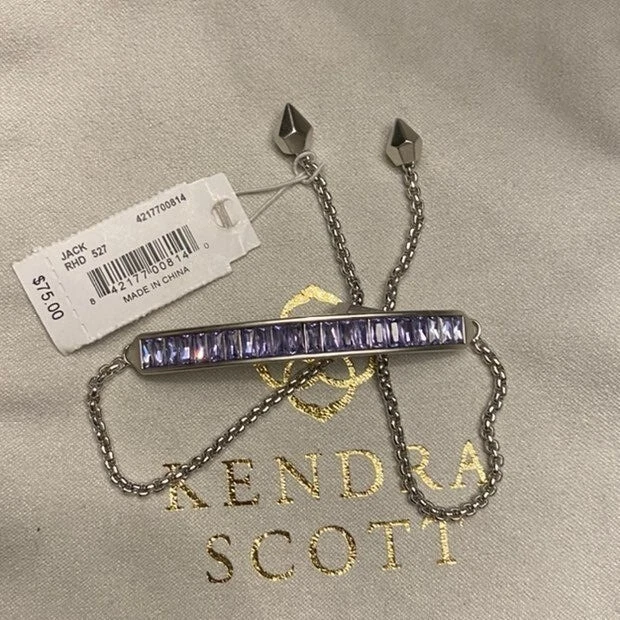 4217700814
JACK
RHD 527
8 42177 00814 0
MADE IN CHINA
$75.00
KENDRA
SCOTT